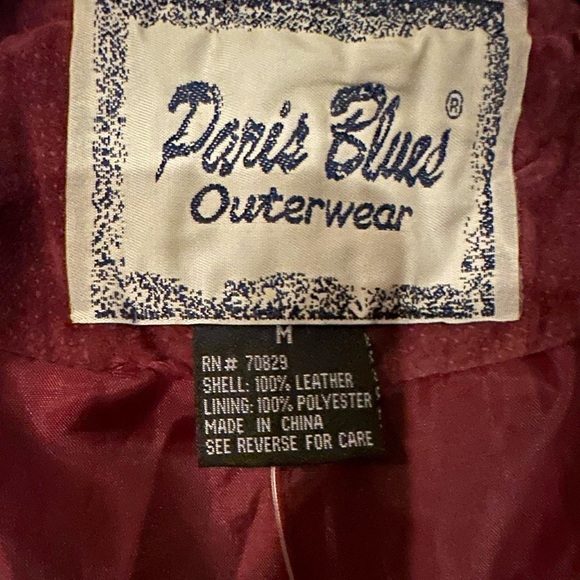 Paris Blues ®
Outerwear
M
RN# 70829
SHELL: 100% LEATHER
LINING: 100% POLYESTER
MADE IN CHINA
SEE REVERSE FOR CARE